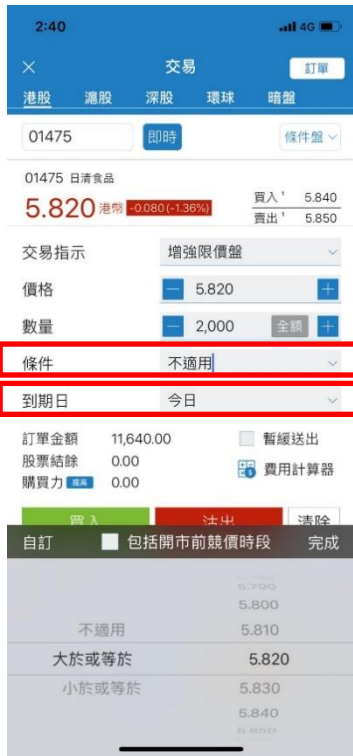 2:40 4G
× 交易 訂單
港股 滬股 深股 環球 暗盤
01475 即時 條件盤
01475 日清食品
5.820 港幣 -0.080 (-1.36%) 買入¹ 5.840
賣出¹ 5.850
交易指示 增強限價盤
價格 − 5.820 +
數量 − 2,000 全額 +
條件 不適用
到期日 今日
訂單金額 11,640.00 暫緩送出
股票結餘 0.00 費用計算器
購買力 0.00
買入 沽出 清除
自訂 包括開市前競價時段 完成
5.790
5.800
不適用 5.810
大於或等於 5.820
小於或等於 5.830
5.840
5.850